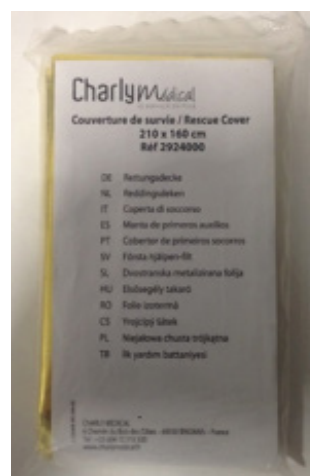 Charly Médical
Couverture de survie / Rescue Cover
210 x 160 cm
Réf 2924000
DE Rettungsdecke
NL Reddingsdeken
IT Coperta di soccorso
ES Manta de primeros auxilios
PT Cobertor de primeiros socorros
SV Första hjälpen-filt
SL Dvostranska metalizirana folija
HU Elsősegély takaró
RO Folie izotermă
CS Trojcípý šátek
PL Niejałowa chusta trójkątna
TR İlk yardım battaniyesi
CHARLY MEDICAL
www.charlymedical.fr